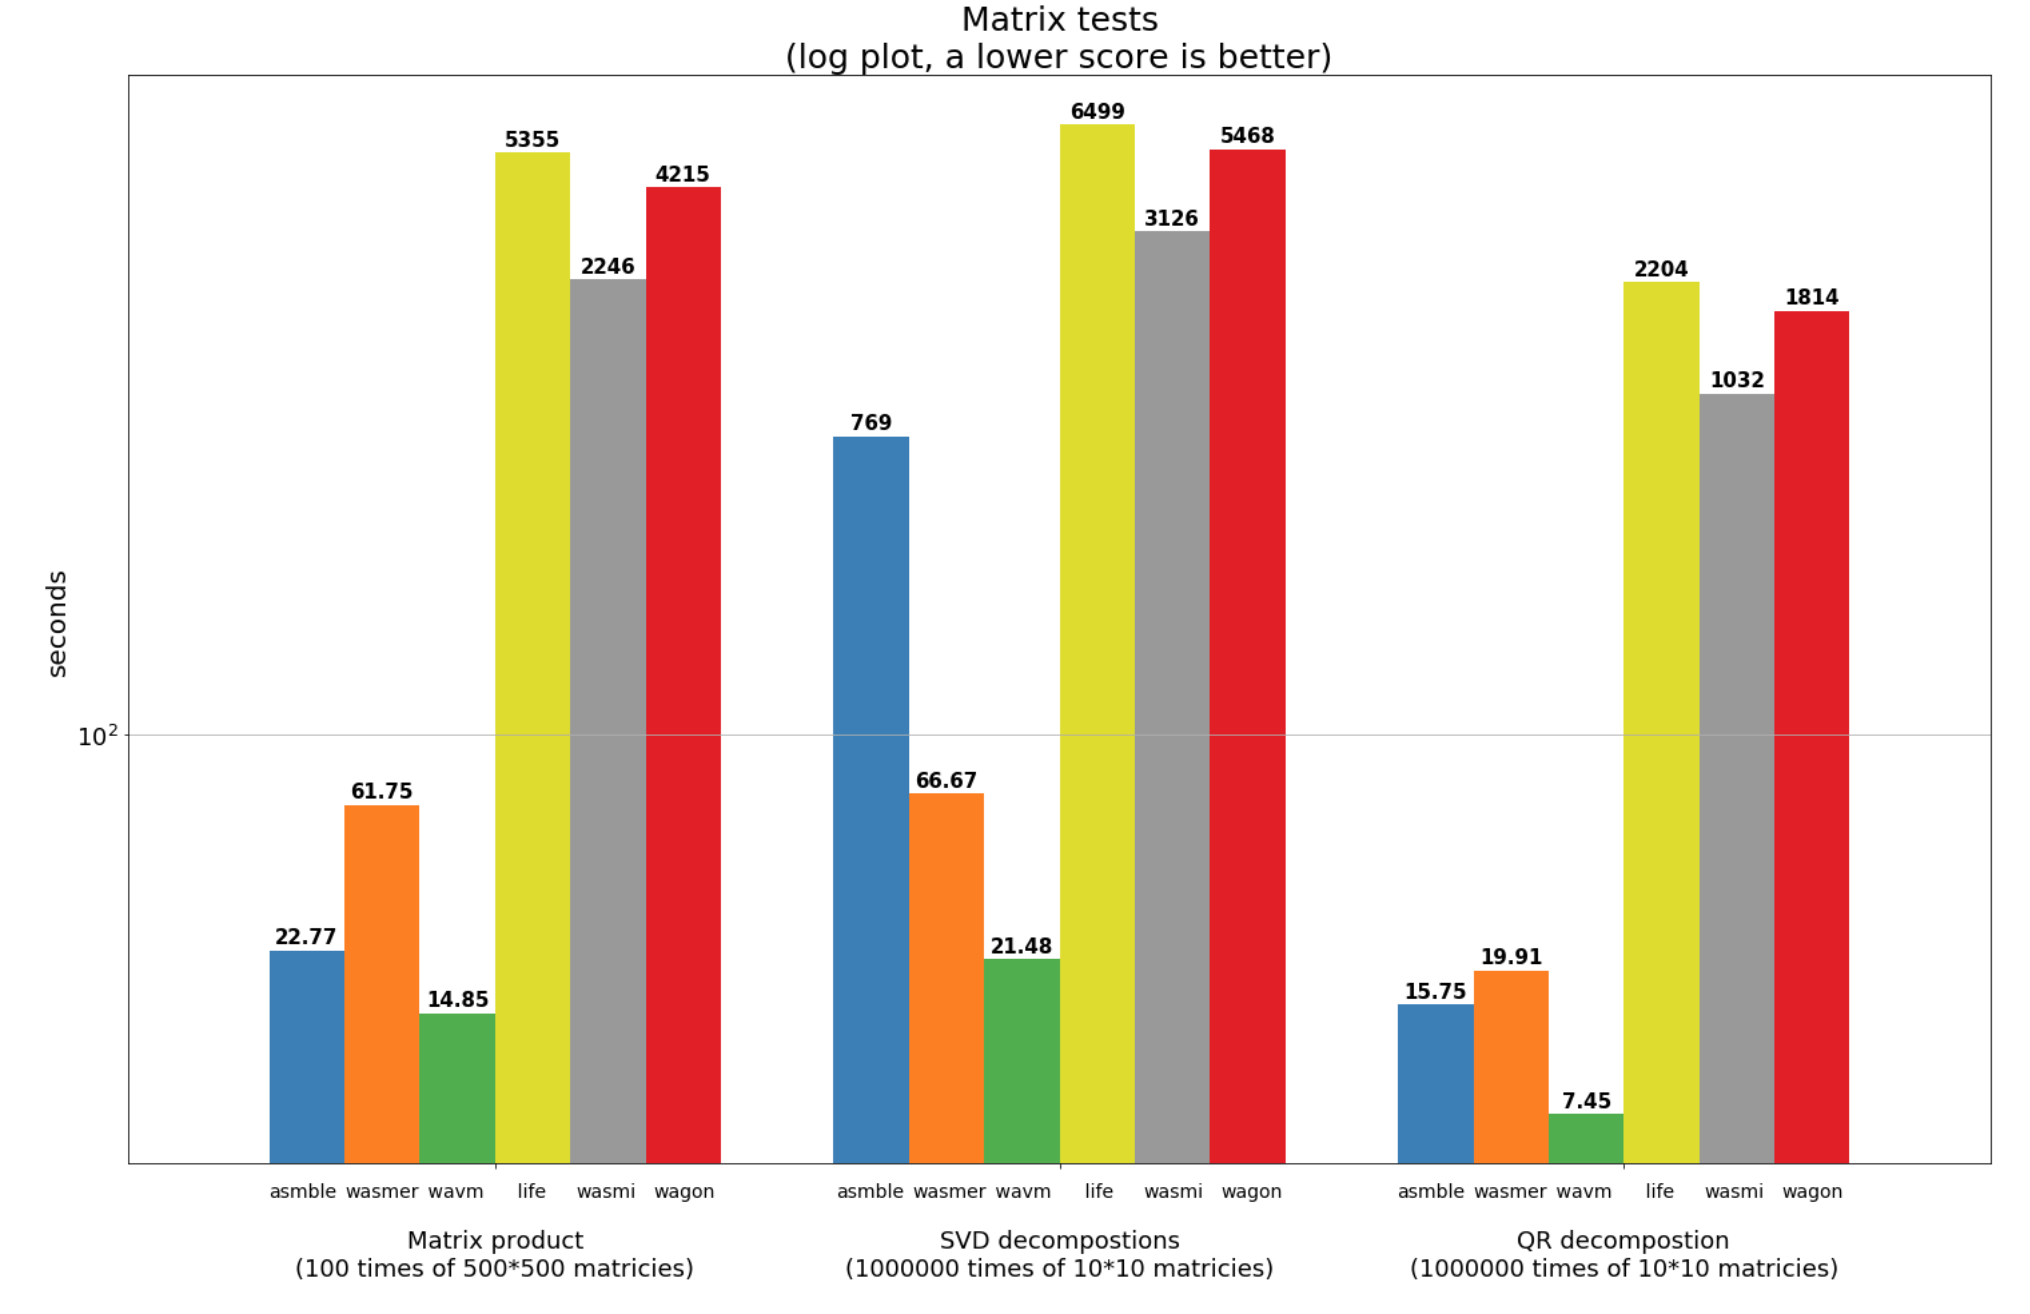 Matrix tests
(log plot, a lower score is better)
seconds
10²
22.77
61.75
14.85
5355
2246
4215
769
66.67
21.48
6499
3126
5468
15.75
19.91
7.45
2204
1032
1814
asmble wasmer wavm life wasmi wagon
asmble wasmer wavm life wasmi wagon
asmble wasmer wavm life wasmi wagon
Matrix product
(100 times of 500*500 matricies)
SVD decompostions
(1000000 times of 10*10 matricies)
QR decompostion
(1000000 times of 10*10 matricies)